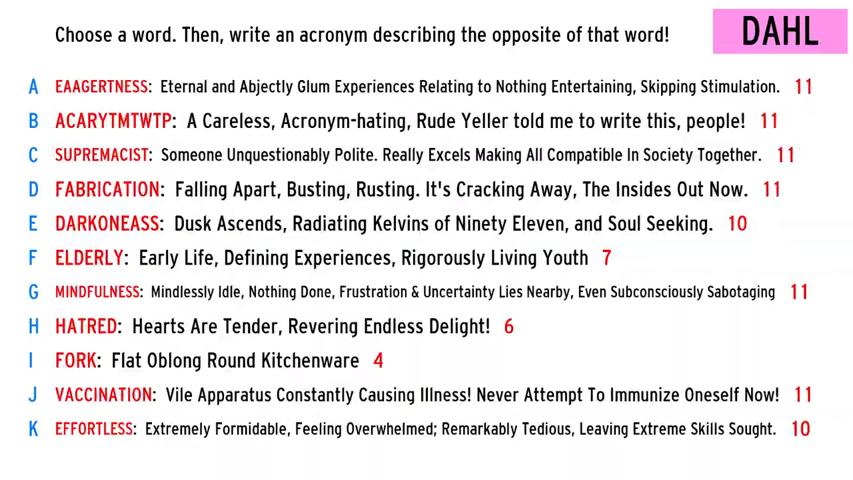 Choose a word. Then, write an acronym describing the opposite of that word!
DAHL
A EAAGERTNESS: Eternal and Abjectly Glum Experiences Relating to Nothing Entertaining, Skipping Stimulation. 11
B ACARYTMTWTP: A Careless, Acronym-hating, Rude Yeller told me to write this, people! 11
C SUPREMACIST: Someone Unquestionably Polite. Really Excels Making All Compatible In Society Together. 11
D FABRICATION: Falling Apart, Busting, Rusting. It's Cracking Away, The Insides Out Now. 11
E DARKONEASS: Dusk Ascends, Radiating Kelvins of Ninety Eleven, and Soul Seeking. 10
F ELDERLY: Early Life, Defining Experiences, Rigorously Living Youth 7
G MINDFULNESS: Mindlessly Idle, Nothing Done, Frustration & Uncertainty Lies Nearby, Even Subconsciously Sabotaging 11
H HATRED: Hearts Are Tender, Revering Endless Delight! 6
I FORK: Flat Oblong Round Kitchenware 4
J VACCINATION: Vile Apparatus Constantly Causing Illness! Never Attempt To Immunize Oneself Now! 11
K EFFORTLESS: Extremely Formidable, Feeling Overwhelmed; Remarkably Tedious, Leaving Extreme Skills Sought. 10